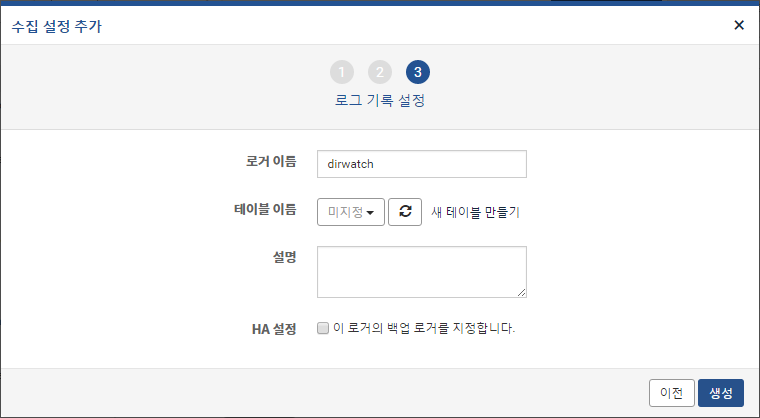 수집 설정 추가
1 2 3
로그 기록 설정
로거 이름 dirwatch
테이블 이름 미지정 새 테이블 만들기
설명
HA 설정 이 로거의 백업 로거를 지정합니다.
이전 생성